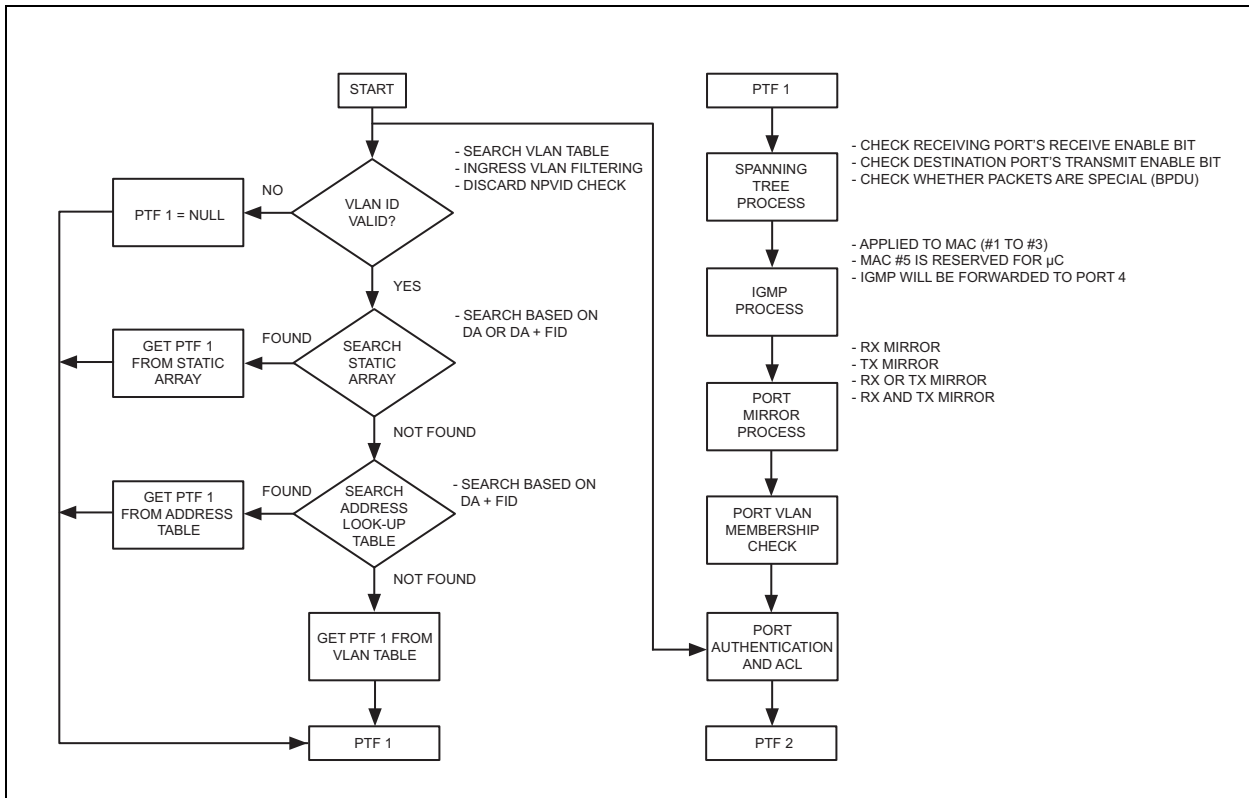 START
- SEARCH VLAN TABLE
- INGRESS VLAN FILTERING
- DISCARD NPVID CHECK
NO
VLAN ID
VALID?
PTF 1 = NULL
YES
- SEARCH BASED ON
DA OR DA + FID
FOUND
GET PTF 1
FROM STATIC
ARRAY
SEARCH
STATIC
ARRAY
NOT FOUND
- SEARCH BASED ON
DA + FID
FOUND
GET PTF 1
FROM ADDRESS
TABLE
SEARCH
ADDRESS
LOOK-UP
TABLE
NOT FOUND
GET PTF 1 FROM
VLAN TABLE
PTF 1
PTF 1
- CHECK RECEIVING PORT'S RECEIVE ENABLE BIT
- CHECK DESTINATION PORT'S TRANSMIT ENABLE BIT
- CHECK WHETHER PACKETS ARE SPECIAL (BPDU)
SPANNING
TREE
PROCESS
- APPLIED TO MAC (#1 TO #3)
- MAC #5 IS RESERVED FOR µC
- IGMP WILL BE FORWARDED TO PORT 4
IGMP
PROCESS
- RX MIRROR
- TX MIRROR
- RX OR TX MIRROR
- RX AND TX MIRROR
PORT
MIRROR
PROCESS
PORT VLAN
MEMBERSHIP
CHECK
PORT
AUTHENTICATION
AND ACL
PTF 2